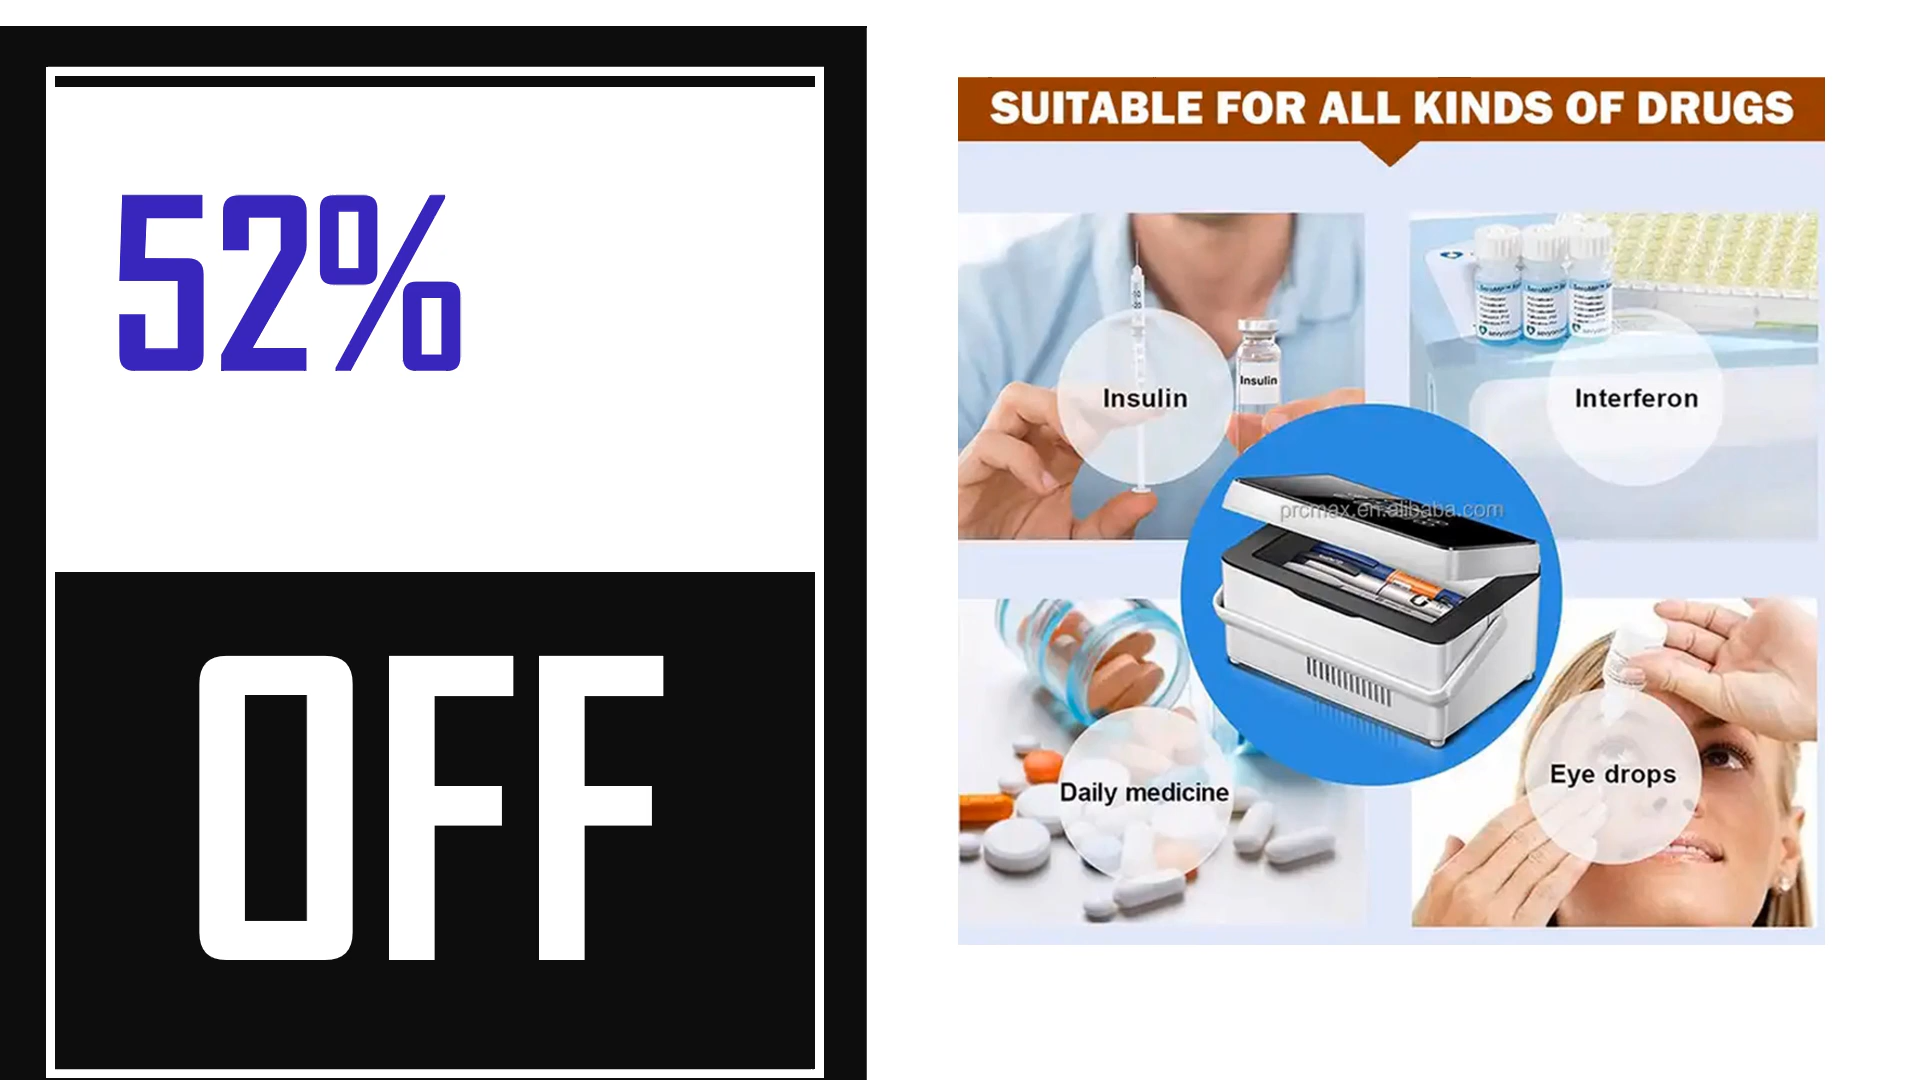 52%
OFF
SUITABLE FOR ALL KINDS OF DRUGS
Insulin
Insulin
Interferon
prcmax.en.alibaba.com
Daily medicine
Eye drops